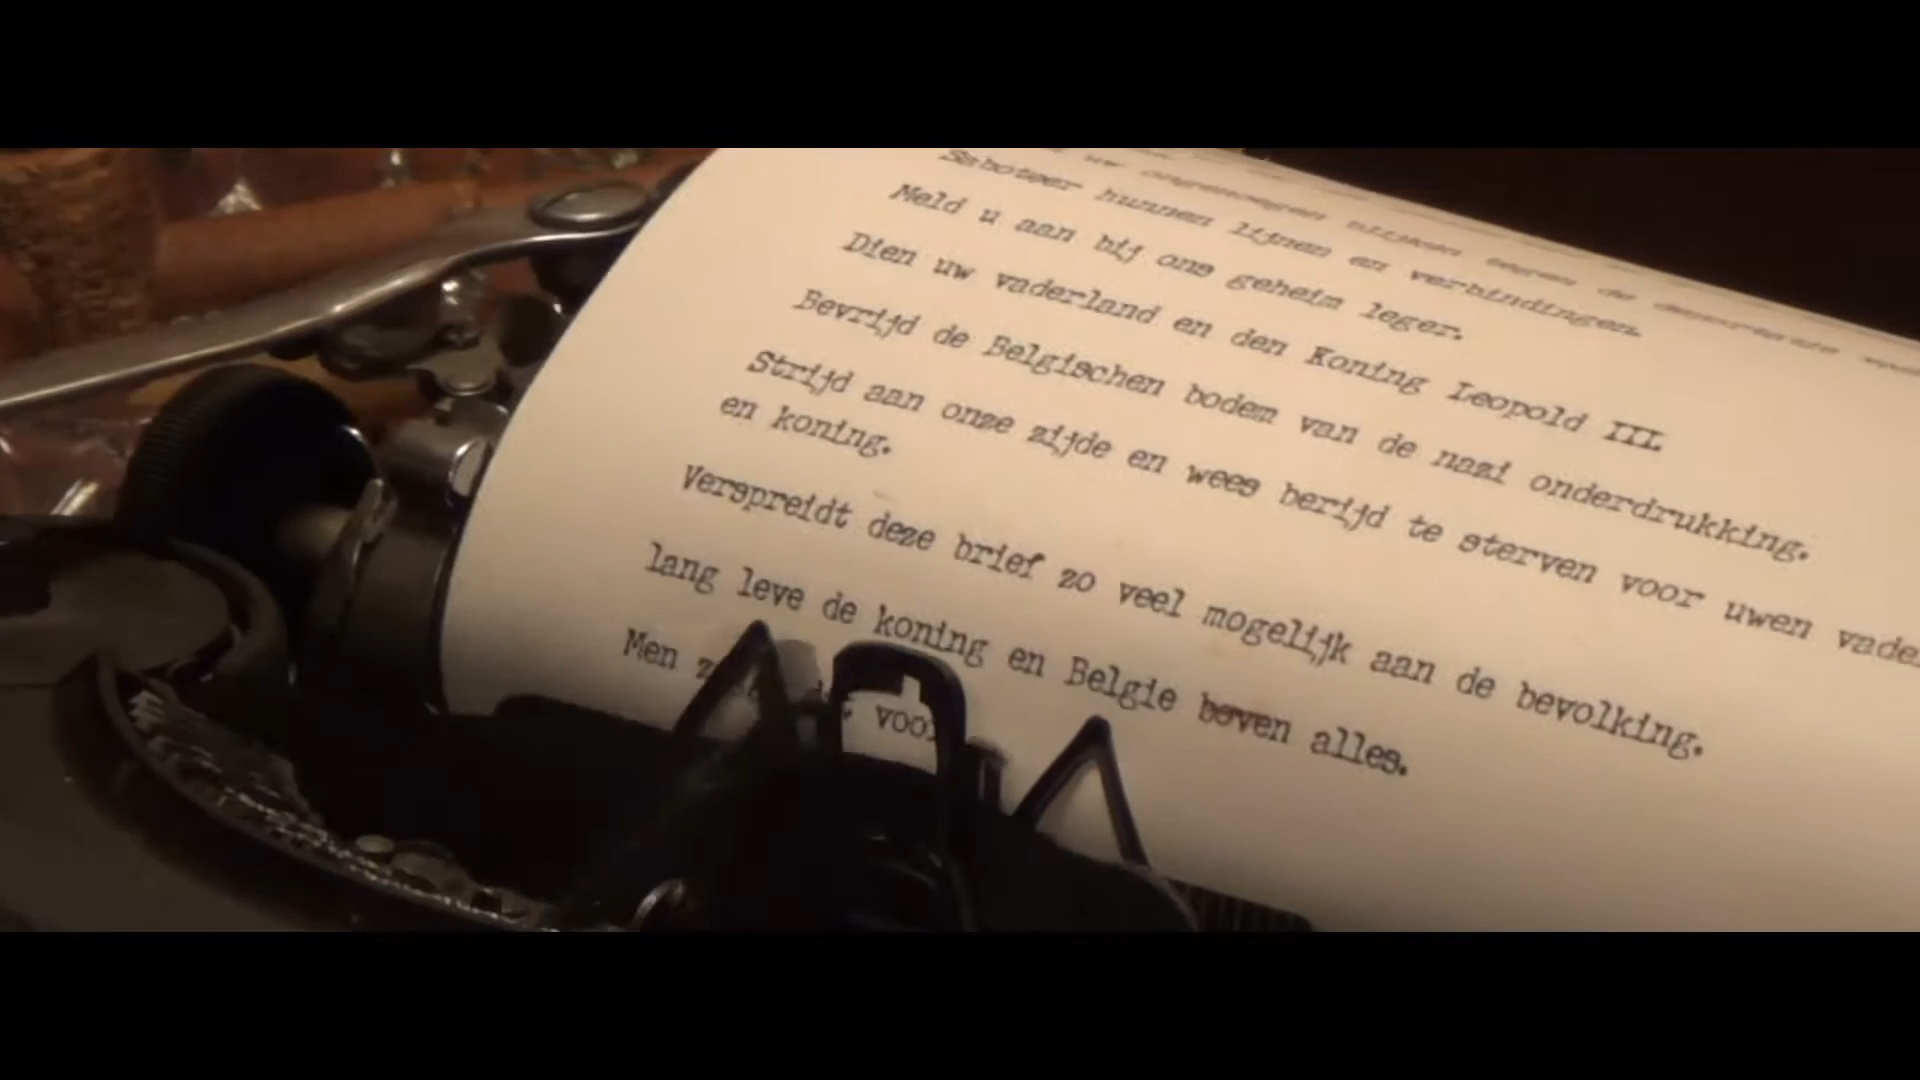 Saboteer hunnen lijnen en verbindingen.
Meld u aan bij ons geheim leger.
Dien uw vaderland en den Koning Leopold III.
Bevrijd de Belgischen bodem van de nazi onderdrukking.
Strijd aan onze zijde en wees berijd te sterven voor uwen vade
en koning.
Verspreidt deze brief zo veel mogelijk aan de bevolking.
lang leve de koning en Belgie boven alles.
Men voor